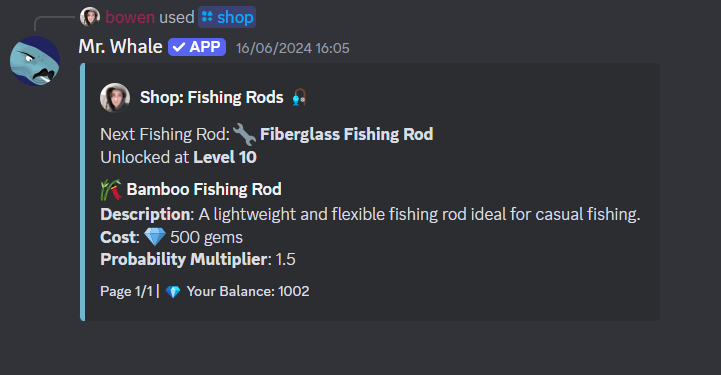 bowen used shop
Mr. Whale APP 16/06/2024 16:05
Shop: Fishing Rods
Next Fishing Rod: Fiberglass Fishing Rod
Unlocked at Level 10
Bamboo Fishing Rod
Description: A lightweight and flexible fishing rod ideal for casual fishing.
Cost: 500 gems
Probability Multiplier: 1.5
Page 1/1 | Your Balance: 1002